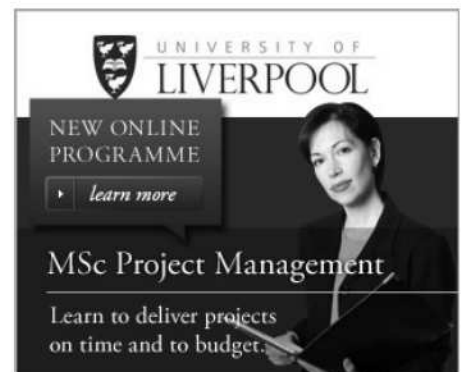 UNIVERSITY OF
LIVERPOOL
NEW ONLINE
PROGRAMME
learn more
MSc Project Management
Learn to deliver projects
on time and to budget.